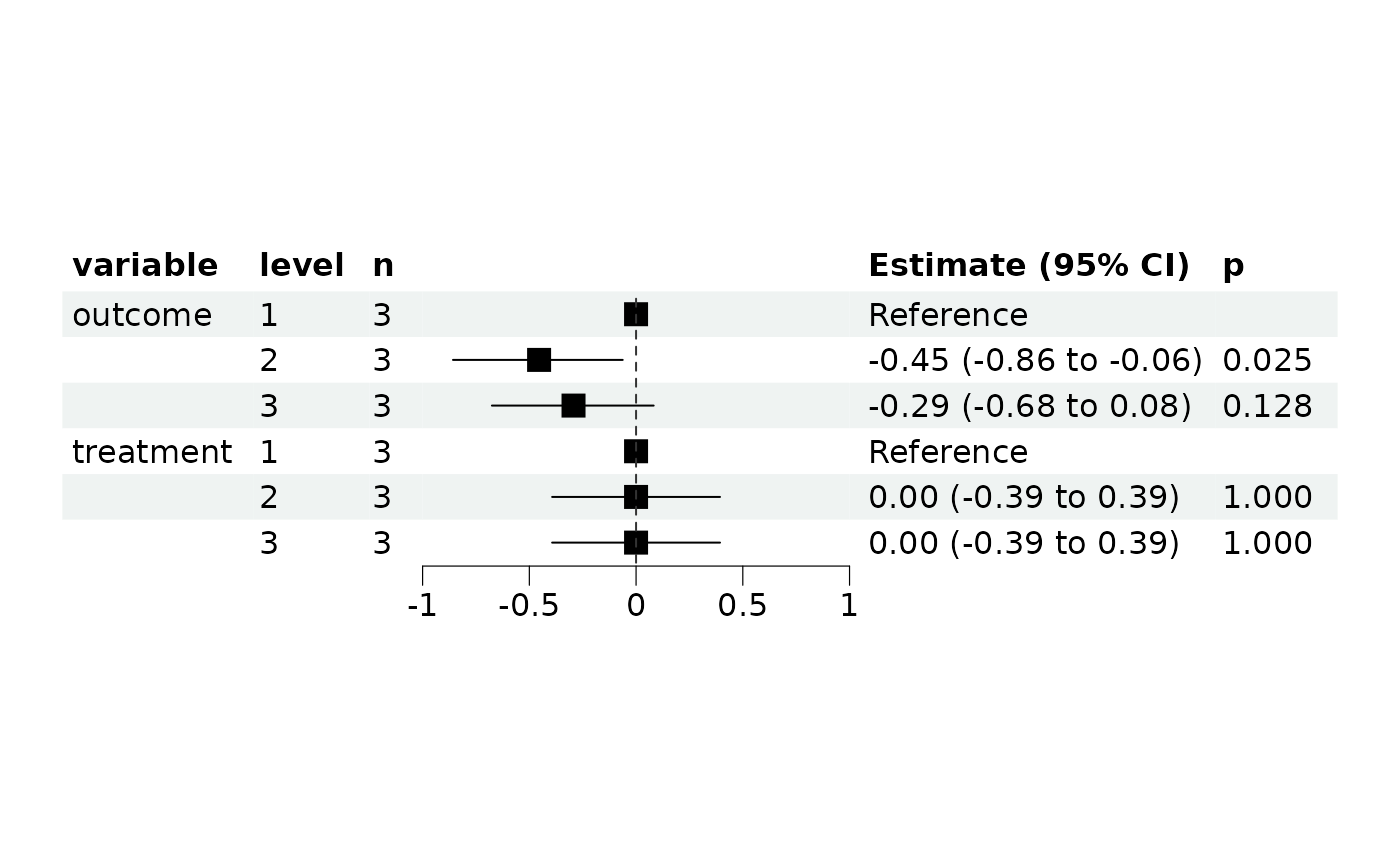 variable level n Estimate (95% CI) p
outcome 1 3 Reference
2 3 -0.45 (-0.86 to -0.06) 0.025
3 3 -0.29 (-0.68 to 0.08) 0.128
treatment 1 3 Reference
2 3 0.00 (-0.39 to 0.39) 1.000
3 3 0.00 (-0.39 to 0.39) 1.000
-1 -0.5 0 0.5 1